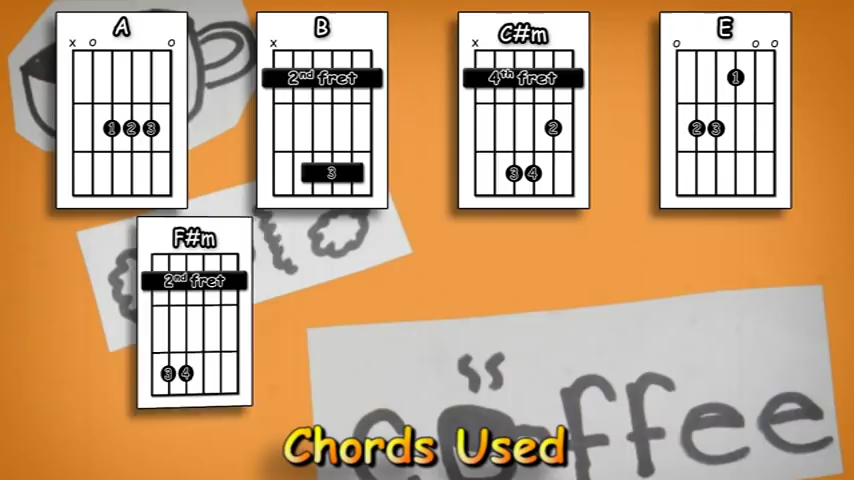 A
x o o
1 2 3
B
x
2nd fret
3
C#m
x
4th fret
2
3 4
E
o o o
1
2 3
F#m
2nd fret
3 4
coffee
Chords Used